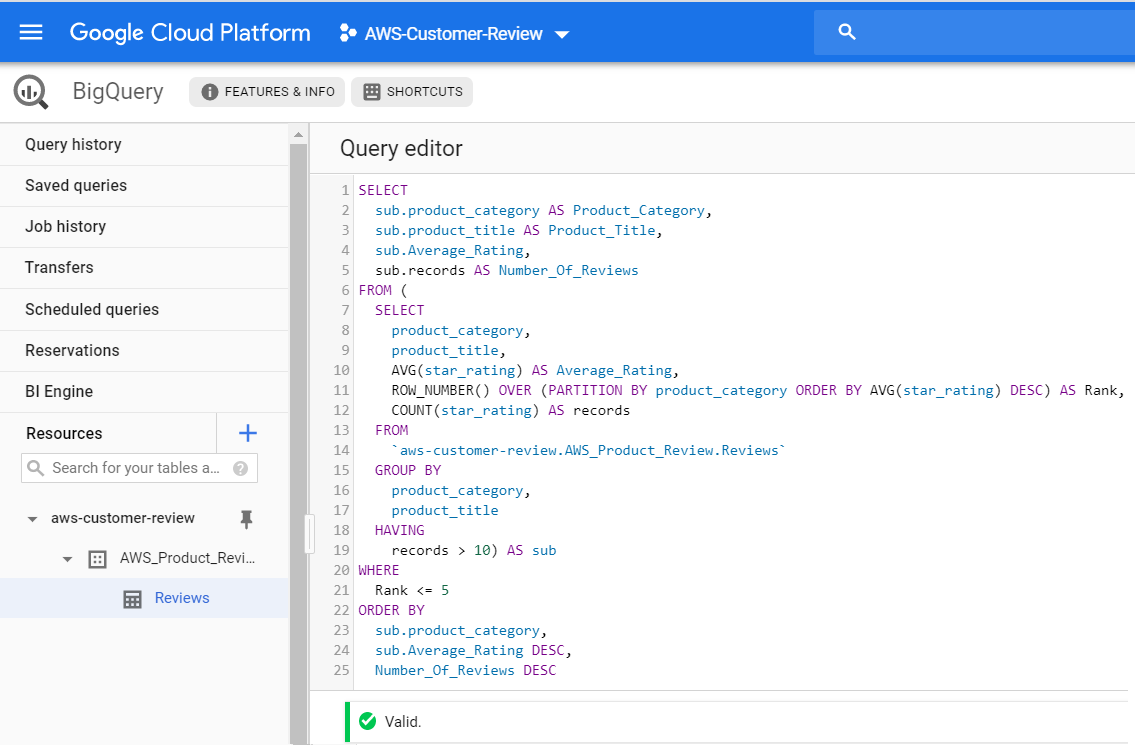 Google Cloud Platform
AWS-Customer-Review
BigQuery
FEATURES & INFO
SHORTCUTS
Query history
Saved queries
Job history
Transfers
Scheduled queries
Reservations
BI Engine
Resources
Search for your tables a...
aws-customer-review
AWS_Product_Revi...
Reviews
Query editor
1 SELECT
2 sub.product_category AS Product_Category,
3 sub.product_title AS Product_Title,
4 sub.Average_Rating,
5 sub.records AS Number_Of_Reviews
6 FROM (
7 SELECT
8 product_category,
9 product_title,
10 AVG(star_rating) AS Average_Rating,
11 ROW_NUMBER() OVER (PARTITION BY product_category ORDER BY AVG(star_rating) DESC) AS Rank,
12 COUNT(star_rating) AS records
13 FROM
14 `aws-customer-review.AWS_Product_Review.Reviews`
15 GROUP BY
16 product_category,
17 product_title
18 HAVING
19 records > 10) AS sub
20 WHERE
21 Rank <= 5
22 ORDER BY
23 sub.product_category,
24 sub.Average_Rating DESC,
25 Number_Of_Reviews DESC
Valid.